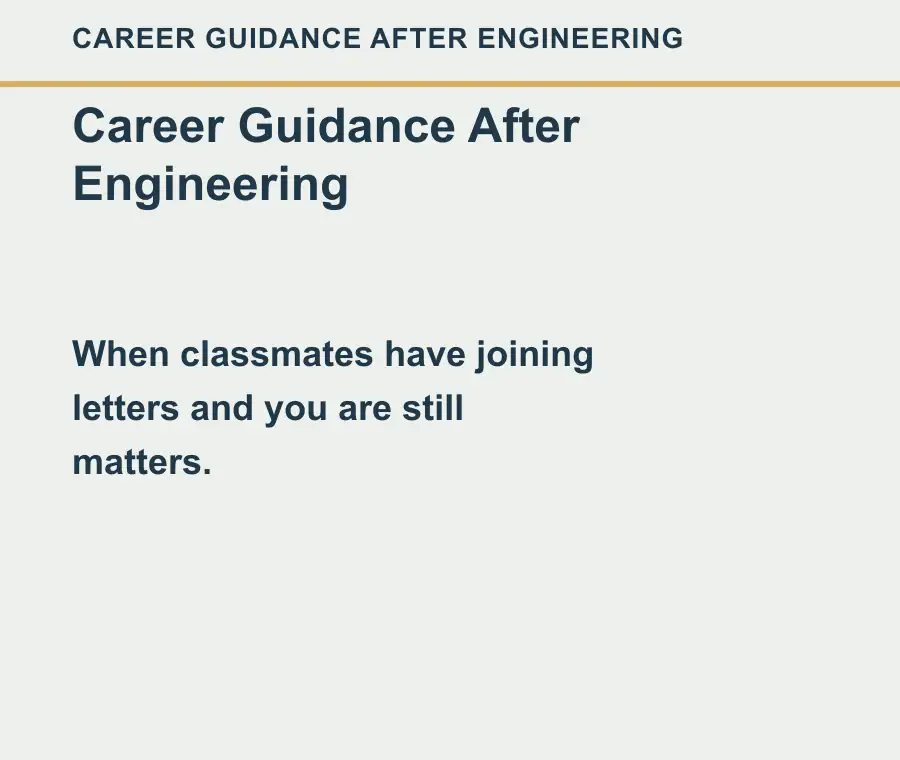 CAREER GUIDANCE AFTER ENGINEERING
Career Guidance After
Engineering
When classmates have joining
letters and you are still
matters.